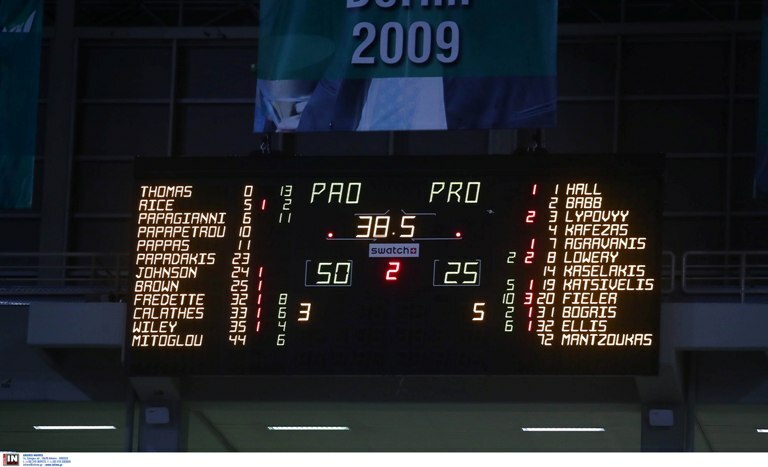 Berlin
2009
PAO PRO
38.5
swatch
50 2 25
3 5
THOMAS 0 13
RICE 5 1 2
PAPAGIANNI 6 11
PAPAPETROU 10
PAPPAS 11
PAPADAKIS 23
JOHNSON 24 1
BROWN 25 1
FREDETTE 32 1 8
CALATHES 33 1 6
WILEY 35 1 4
MITOGLOU 44 6
1 1 HALL
2 BABB
2 3 LYPOVYY
4 KAFEZAS
1 7 AGRAVANIS
2 2 8 LOWERY
14 KASELAKIS
5 1 19 KATSIVELIS
10 3 20 FIELER
2 1 31 BOGRIS
6 1 32 ELLIS
72 MANTZOUKAS
IN